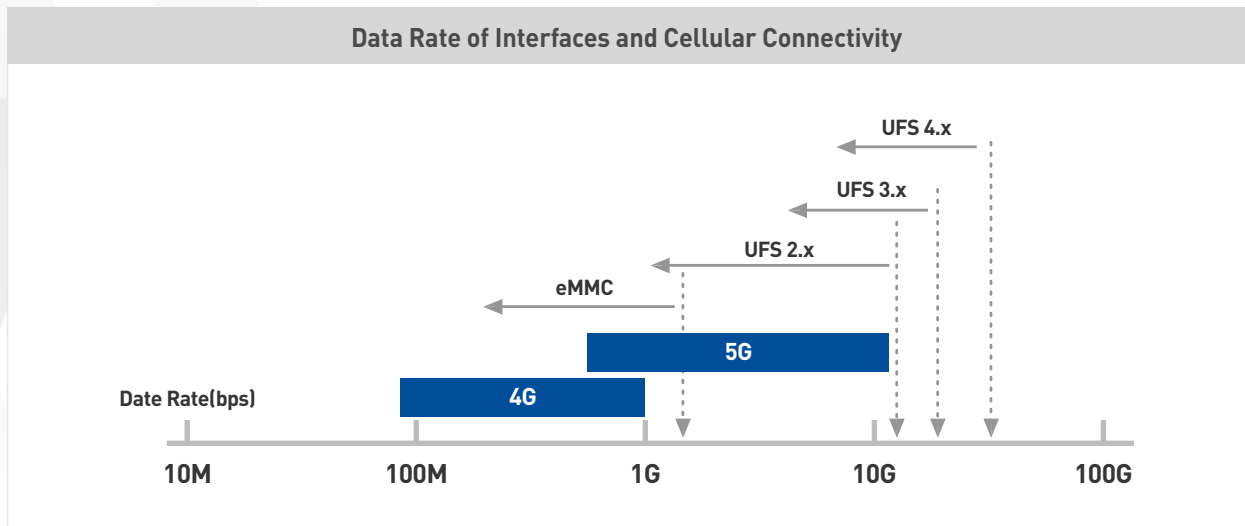 Data Rate of Interfaces and Cellular Connectivity
UFS 4.x
UFS 3.x
UFS 2.x
eMMC
5G
4G
Date Rate(bps)
10M 100M 1G 10G 100G